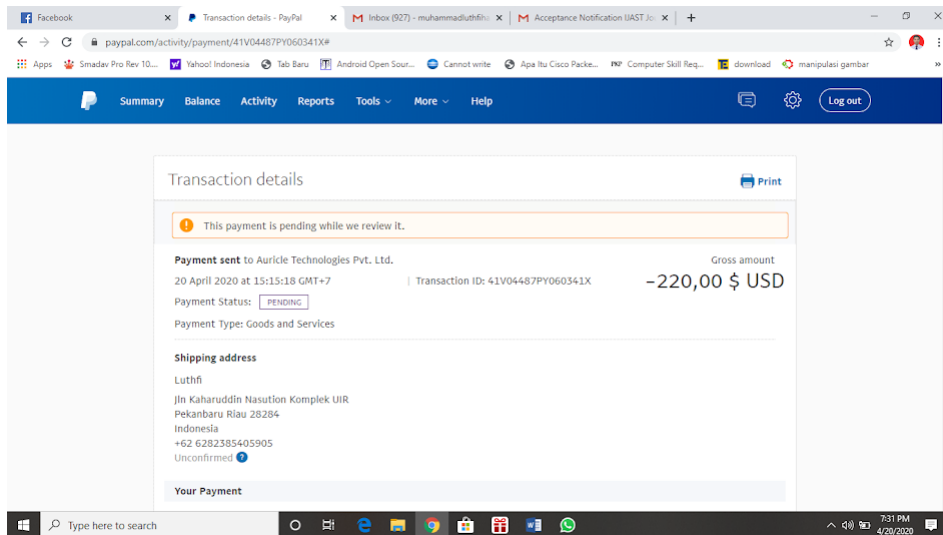 Facebook
Transaction details - PayPal
Inbox (927) - muhammadluthfiha
Acceptance Notification IJAST Jo
paypal.com/activity/payment/41V04487PY060341X#
Apps Smadav Pro Rev 10.... Yahoo! Indonesia Tab Baru Android Open Sour... Cannot write Apa Itu Cisco Packe... Computer Skill Req... download manipulasi gambar
Summary Balance Activity Reports Tools More Help Log out
Transaction details
Print
This payment is pending while we review it.
Payment sent to Auricle Technologies Pvt. Ltd.
Gross amount
20 April 2020 at 15:15:18 GMT+7 | Transaction ID: 41V04487PY060341X
-220,00 $ USD
Payment Status: PENDING
Payment Type: Goods and Services
Shipping address
Luthfi
Jln Kaharuddin Nasution Komplek UIR
Pekanbaru Riau 28284
Indonesia
+62 6282385405905
Unconfirmed ?
Your Payment
Type here to search
7:31 PM
4/20/2020